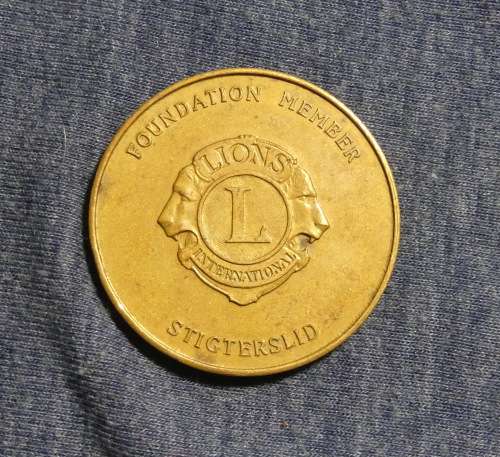 FOUNDATION MEMBER
LIONS
L
INTERNATIONAL
STIGTERSLID